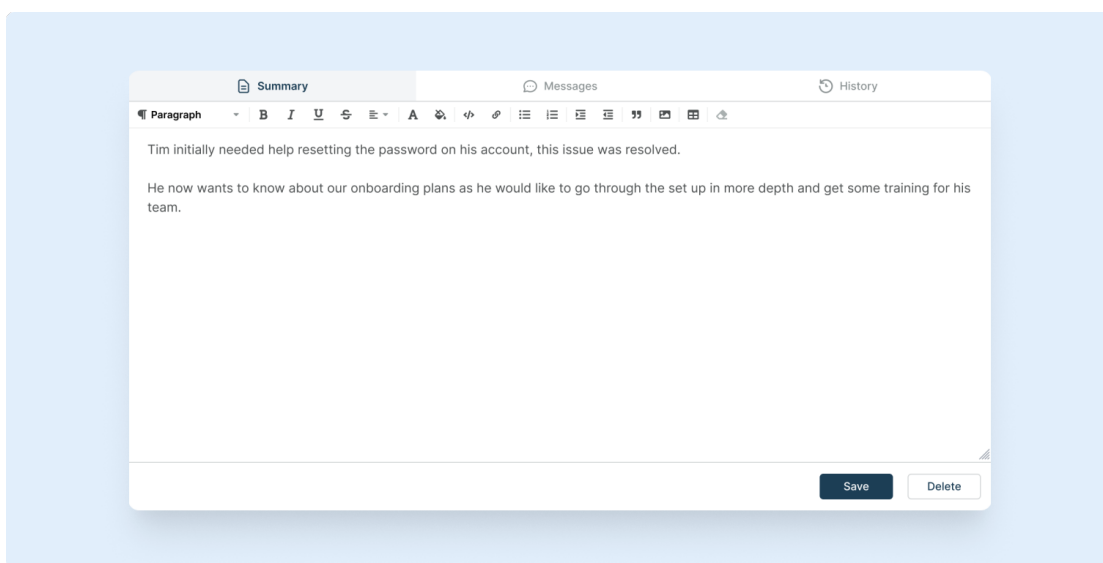 Summary
Messages
History
Paragraph
Tim initially needed help resetting the password on his account, this issue was resolved.
He now wants to know about our onboarding plans as he would like to go through the set up in more depth and get some training for his
team.
Save
Delete